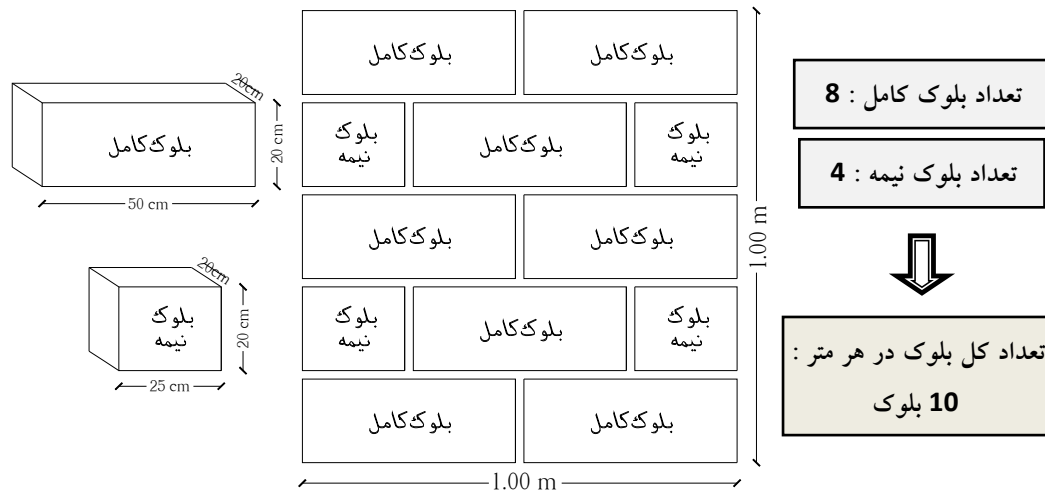 بلوک کامل
بلوک کامل
20cm
بلوک کامل
20 cm
50 cm
بلوک نیمه
بلوک کامل
بلوک نیمه
بلوک کامل
بلوک کامل
20cm
بلوک نیمه
20 cm
25 cm
بلوک نیمه
بلوک کامل
بلوک نیمه
بلوک کامل
بلوک کامل
1.00 m
1.00 m
تعداد بلوک کامل : 8
تعداد بلوک نیمه : 4
تعداد کل بلوک در هر متر :
10 بلوک